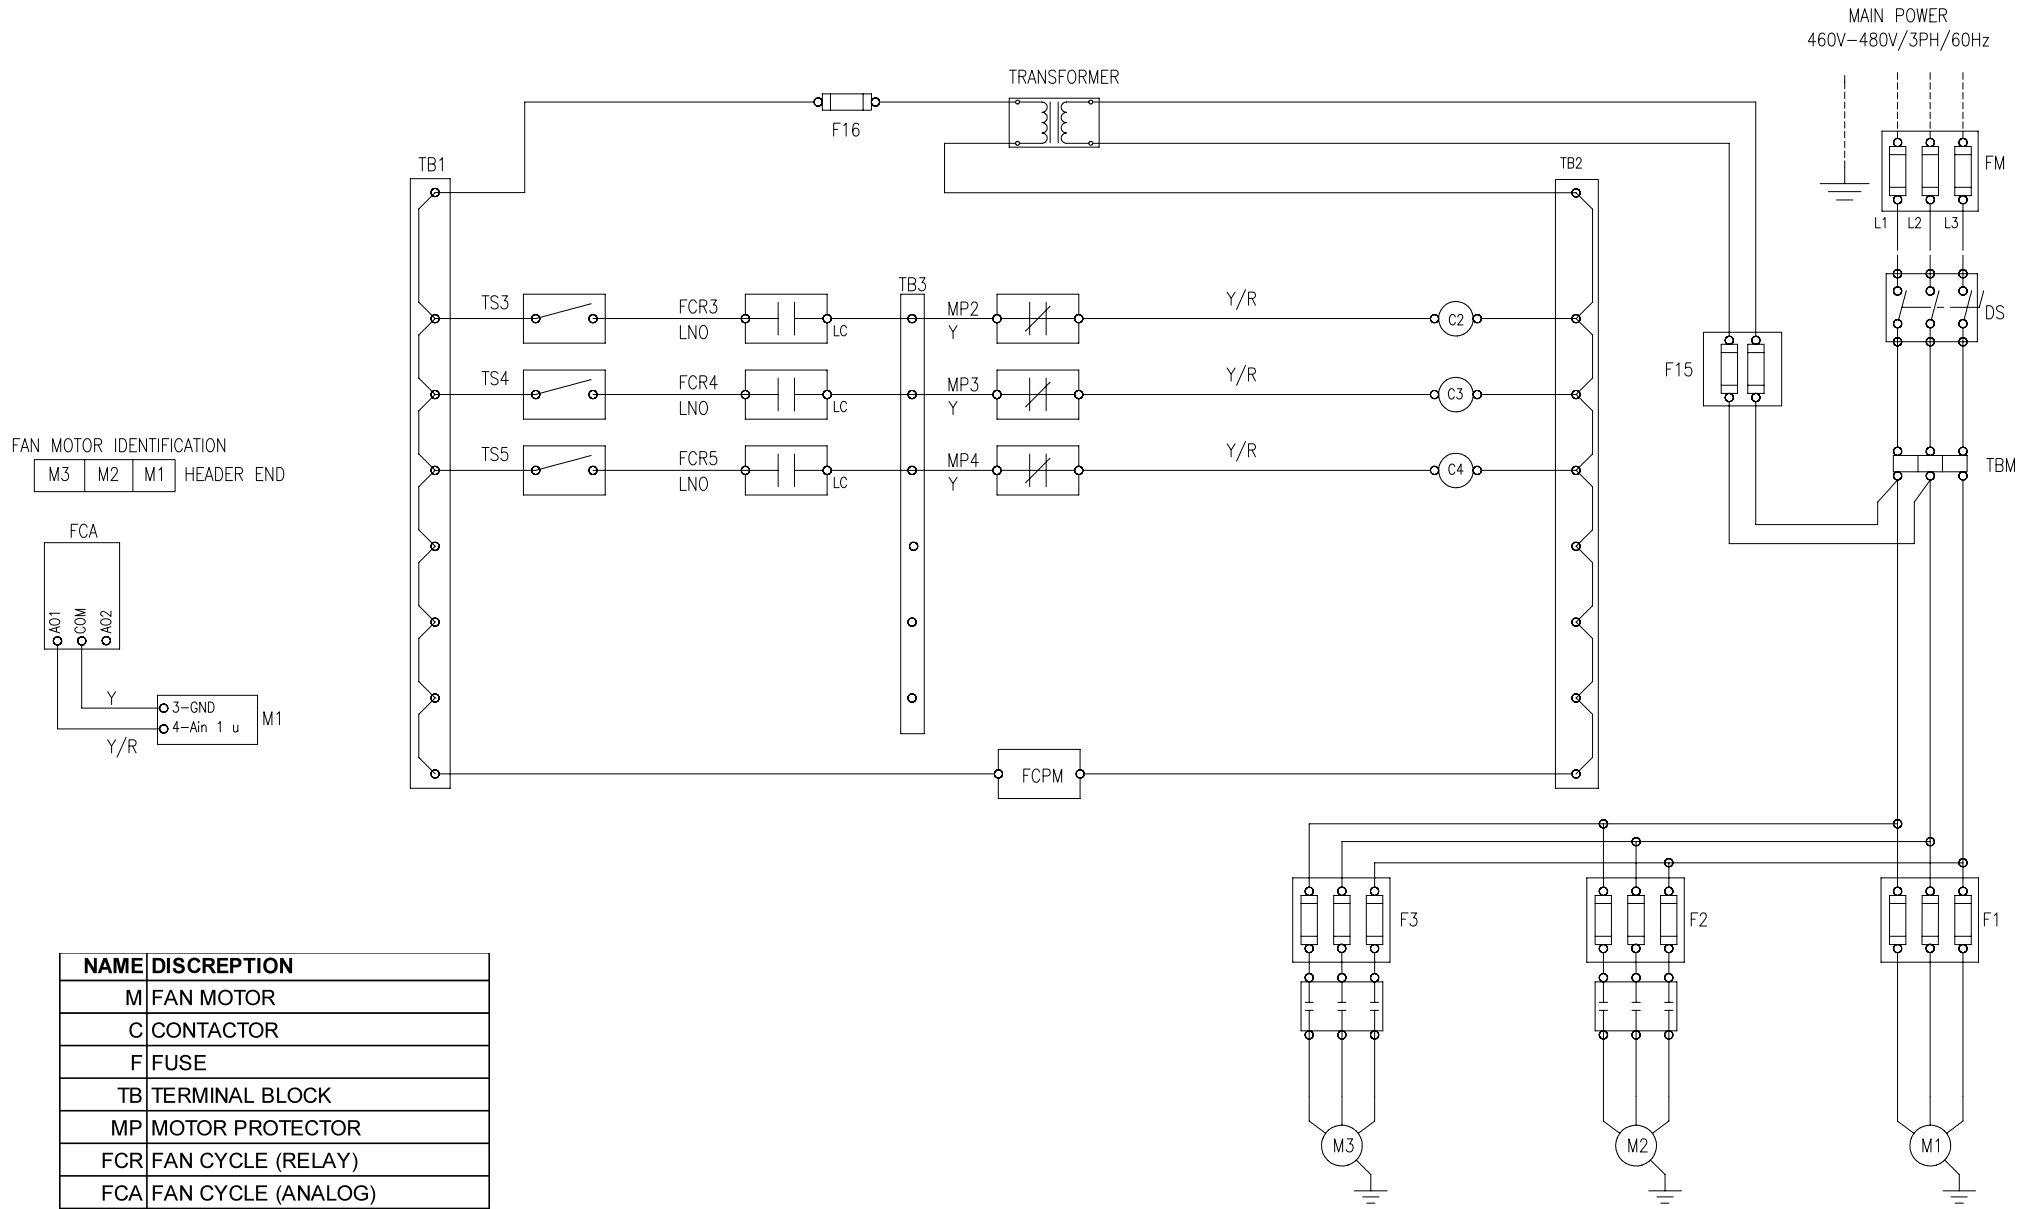 MAIN POWER
460V-480V/3PH/60Hz
TRANSFORMER
F16
FM
TB1
TB2
L1 L2 L3
TB3
TS3 FCR3 LNO LC MP2 Y Y/R C2
DS
TS4 FCR4 LNO LC MP3 Y Y/R C3
F15
TS5 FCR5 LNO LC MP4 Y Y/R C4
TBM
FAN MOTOR IDENTIFICATION
M3 M2 M1 HEADER END
FCA
AO1 COM AO2
Y
3-GND
4-Ain 1 u
M1
Y/R
FCPM
F3 F2 F1
M3 M2 M1
NAME DISCREPTION
M FAN MOTOR
C CONTACTOR
F FUSE
TB TERMINAL BLOCK
MP MOTOR PROTECTOR
FCR FAN CYCLE (RELAY)
FCA FAN CYCLE (ANALOG)